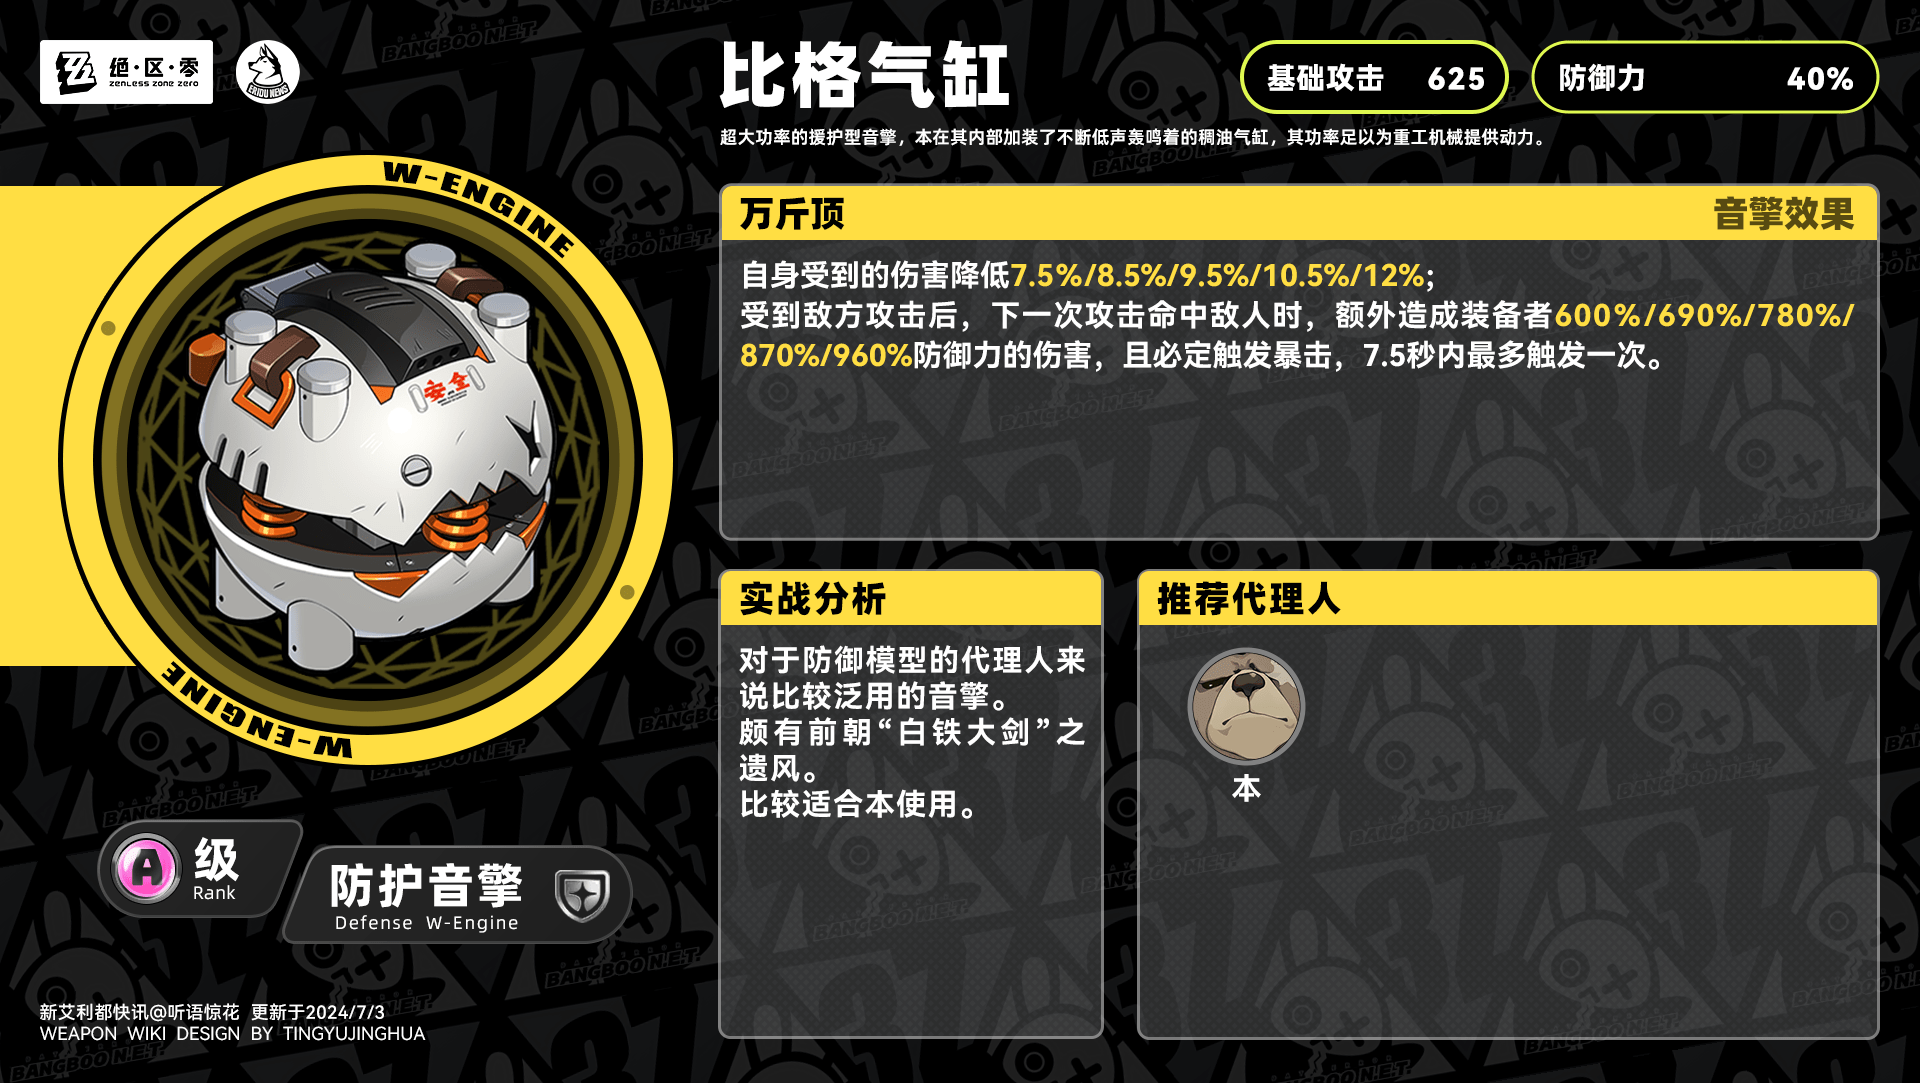 绝·区·零
ZENLESS ZONE ZERO
ERIDU NEWS
比格气缸
基础攻击 625
防御力 40%
超大功率的援护型音擎，本在其内部加装了不断低声轰鸣着的稠油气缸，其功率足以为重工机械提供动力。
W-ENGINE
安全
W-ENGINE
万斤顶
音擎效果
自身受到的伤害降低7.5%/8.5%/9.5%/10.5%/12%;
受到敌方攻击后，下一次攻击命中敌人时，额外造成装备者600%/690%/780%/
870%/960%防御力的伤害，且必定触发暴击，7.5秒内最多触发一次。
实战分析
对于防御模型的代理人来
说比较泛用的音擎。
颇有前朝“白铁大剑”之
遗风。
比较适合本使用。
推荐代理人
本
A 级
Rank
防护音擎
Defense W-Engine
新艾利都快讯@听语惊花 更新于2024/7/3
WEAPON WIKI DESIGN BY TINGYUJINGHUA
BANGBOO N.E.T.